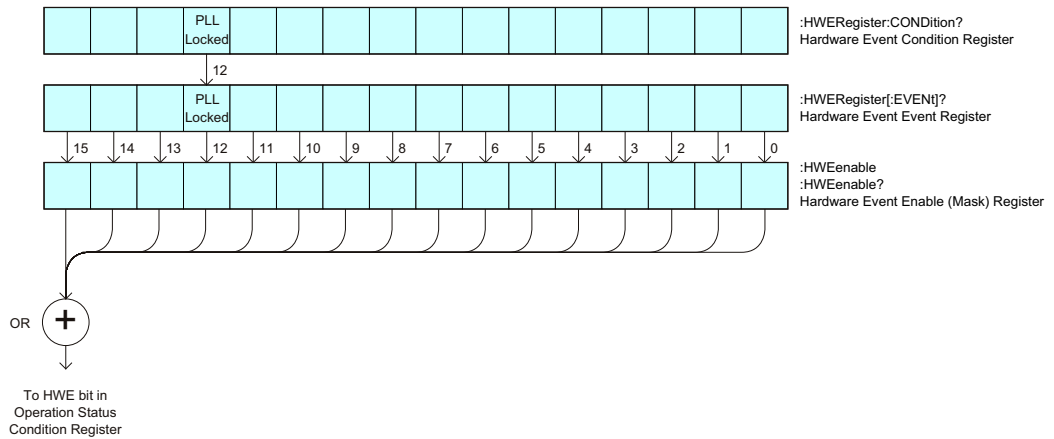 PLL
Locked
:HWERegister:CONDition?
Hardware Event Condition Register
12
PLL
Locked
:HWERegister[:EVENt]?
Hardware Event Event Register
15 14 13 12 11 10 9 8 7 6 5 4 3 2 1 0
:HWEenable
:HWEenable?
Hardware Event Enable (Mask) Register
OR
+
To HWE bit in
Operation Status
Condition Register